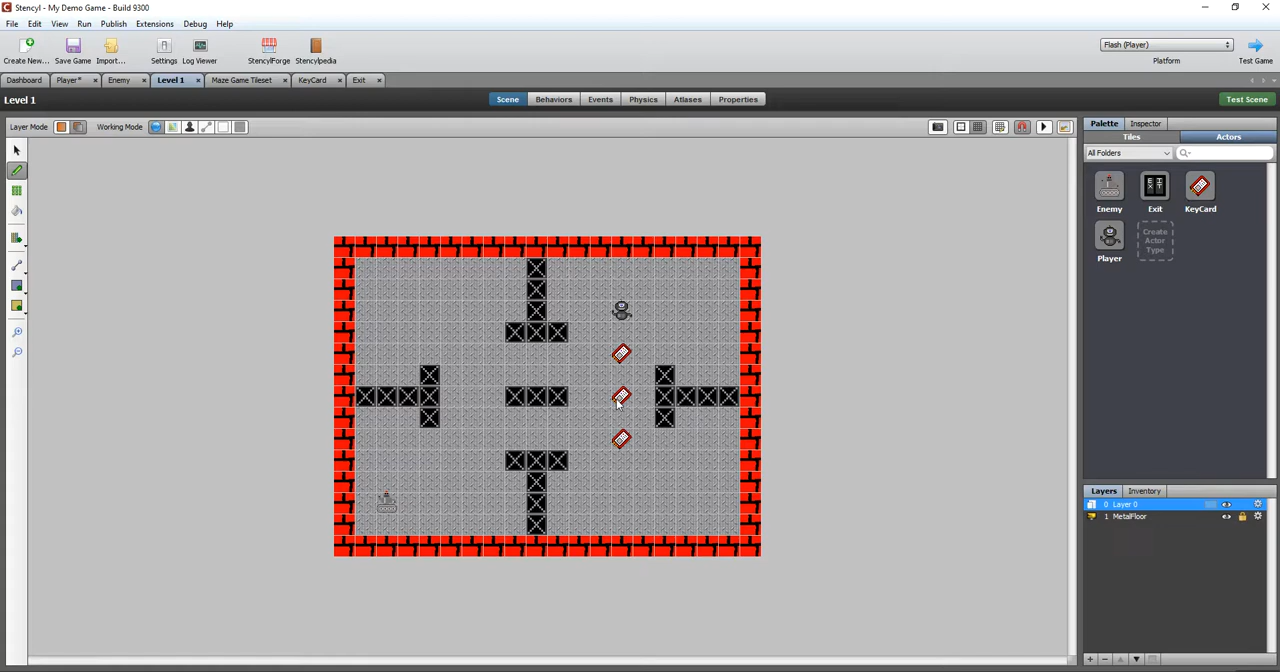 Stencyl - My Demo Game - Build 9300
File Edit View Run Publish Extensions Debug Help
Create New... Save Game Import... Settings Log Viewer StencylForge Stencylpedia
Flash (Player)
Platform
Test Game
Dashboard Player* Enemy Level 1 Maze Game Tileset KeyCard Exit
Level 1
Scene Behaviors Events Physics Atlases Properties
Test Scene
Layer Mode Working Mode
Palette Inspector
Tiles Actors
All Folders
Enemy Exit KeyCard
Player
Create
Actor
Type
Layers Inventory
0 Layer 0
1 MetalFloor